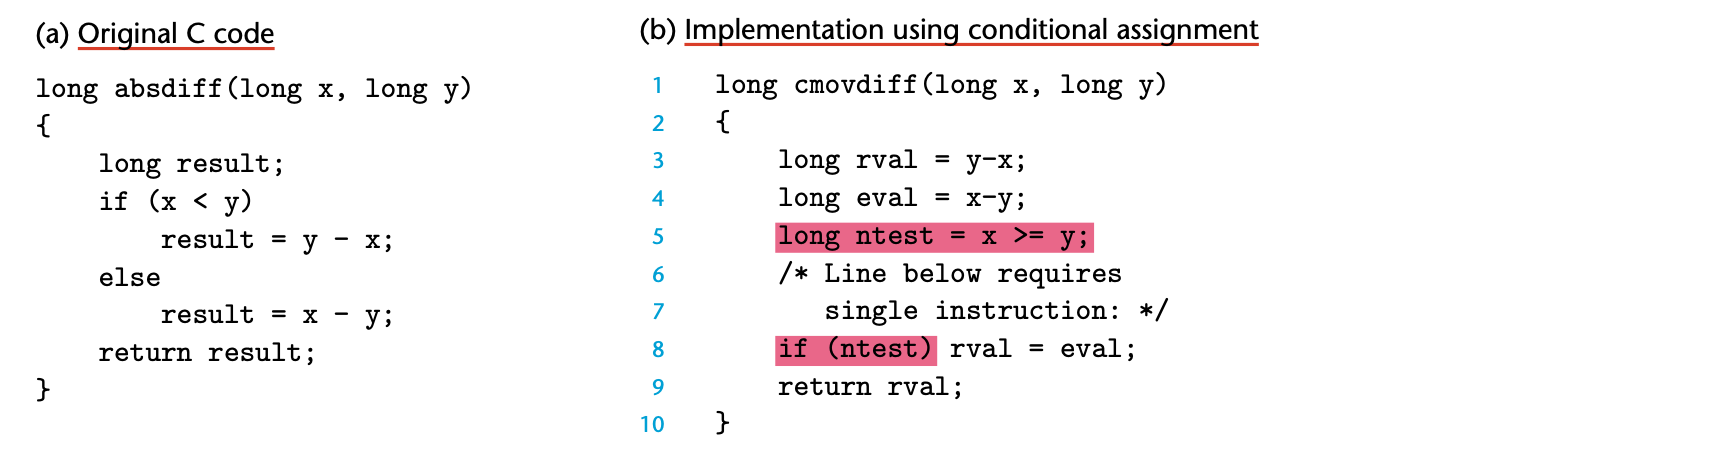 (a) Original C code
long absdiff(long x, long y)
{
    long result;
    if (x < y)
        result = y - x;
    else
        result = x - y;
    return result;
}
(b) Implementation using conditional assignment
1 long cmovdiff(long x, long y)
2 {
3     long rval = y-x;
4     long eval = x-y;
5     long ntest = x >= y;
6     /* Line below requires
7        single instruction: */
8     if (ntest) rval = eval;
9     return rval;
10 }